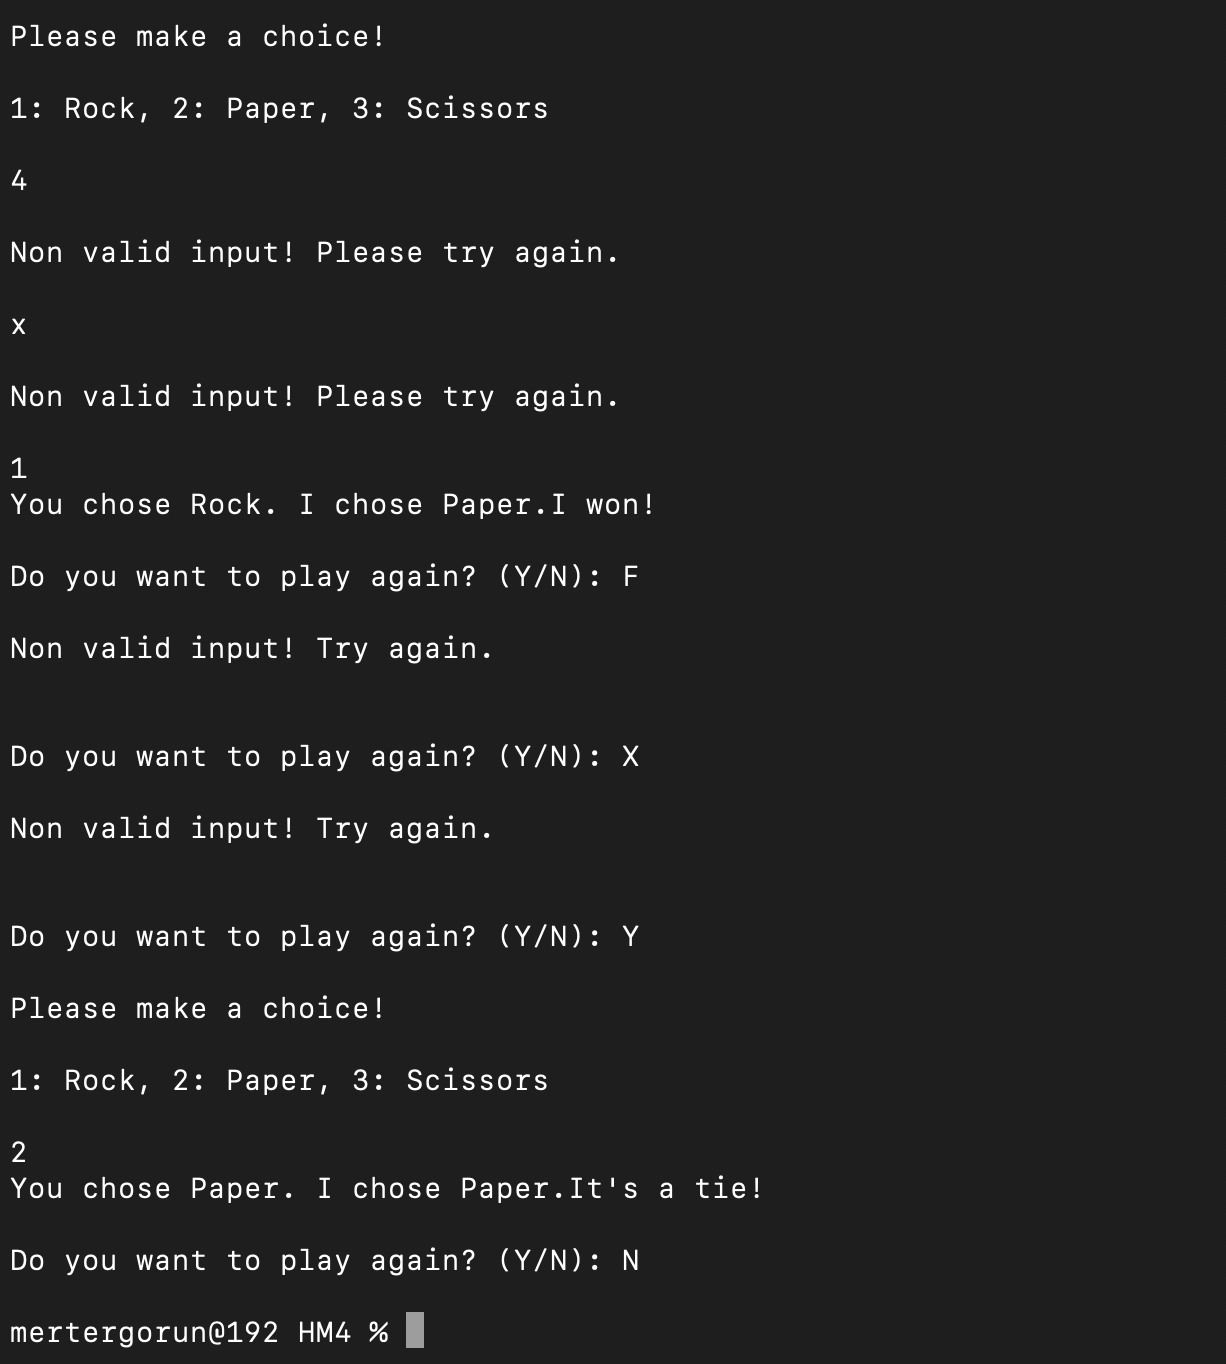 Please make a choice!
1: Rock, 2: Paper, 3: Scissors
4
Non valid input! Please try again.
x
Non valid input! Please try again.
1
You chose Rock. I chose Paper.I won!
Do you want to play again? (Y/N): F
Non valid input! Try again.
Do you want to play again? (Y/N): X
Non valid input! Try again.
Do you want to play again? (Y/N): Y
Please make a choice!
1: Rock, 2: Paper, 3: Scissors
2
You chose Paper. I chose Paper.It's a tie!
Do you want to play again? (Y/N): N
mertergorun@192 HM4 %